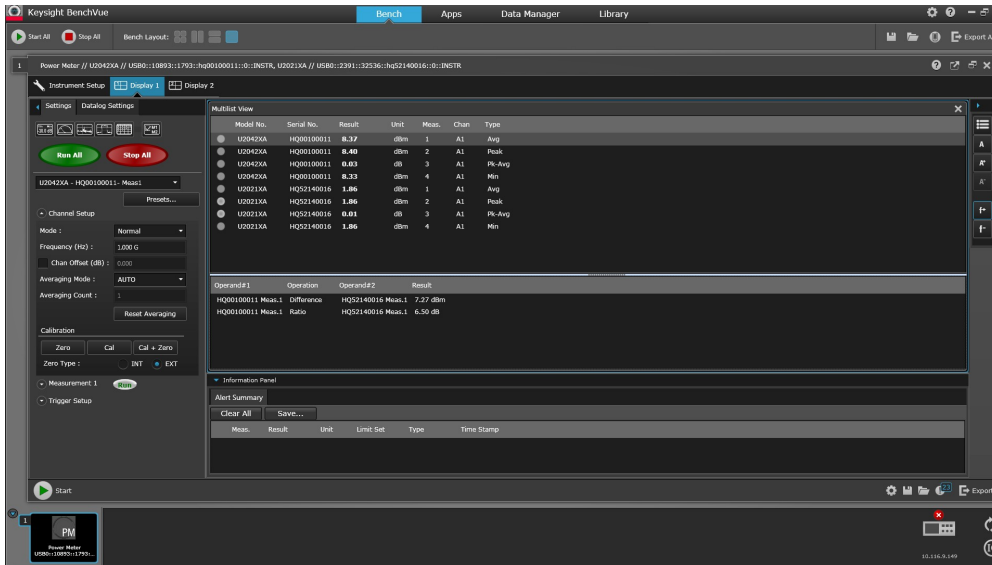 Keysight BenchVue
Bench Apps Data Manager Library
Start All Stop All Bench Layout: Export A
1 Power Meter // U2042XA // USB0::10893::1793::hq00100011::0::INSTR, U2021XA // USB0::2391::32536::hq52140016::0::INSTR
Instrument Setup Display 1 Display 2
Settings Datalog Settings
Run All Stop All
U2042XA - HQ00100011- Meas1
Presets...
Channel Setup
Mode : Normal
Frequency (Hz) : 1.000 G
Chan Offset (dB) : 0.000
Averaging Mode : AUTO
Averaging Count : 1
Reset Averaging
Calibration
Zero Cal Cal + Zero
Zero Type : INT EXT
Measurement 1 Run
Trigger Setup
Multilist View
Model No. Serial No. Result Unit Meas. Chan Type
U2042XA HQ00100011 8.37 dBm 1 A1 Avg
U2042XA HQ00100011 8.40 dBm 2 A1 Peak
U2042XA HQ00100011 0.03 dB 3 A1 Pk-Avg
U2042XA HQ00100011 8.33 dBm 4 A1 Min
U2021XA HQ52140016 1.86 dBm 1 A1 Avg
U2021XA HQ52140016 1.86 dBm 2 A1 Peak
U2021XA HQ52140016 0.01 dB 3 A1 Pk-Avg
U2021XA HQ52140016 1.86 dBm 4 A1 Min
Operand#1 Operation Operand#2 Result
HQ00100011 Meas.1 Difference HQ52140016 Meas.1 7.27 dBm
HQ00100011 Meas.1 Ratio HQ52140016 Meas.1 6.50 dB
Information Panel
Alert Summary
Clear All Save...
Meas. Result Unit Limit Set Type Time Stamp
A
f+
f-
Start Export
1
PM
Power Meter
USB0::10893::1793:...
10.116.9.149